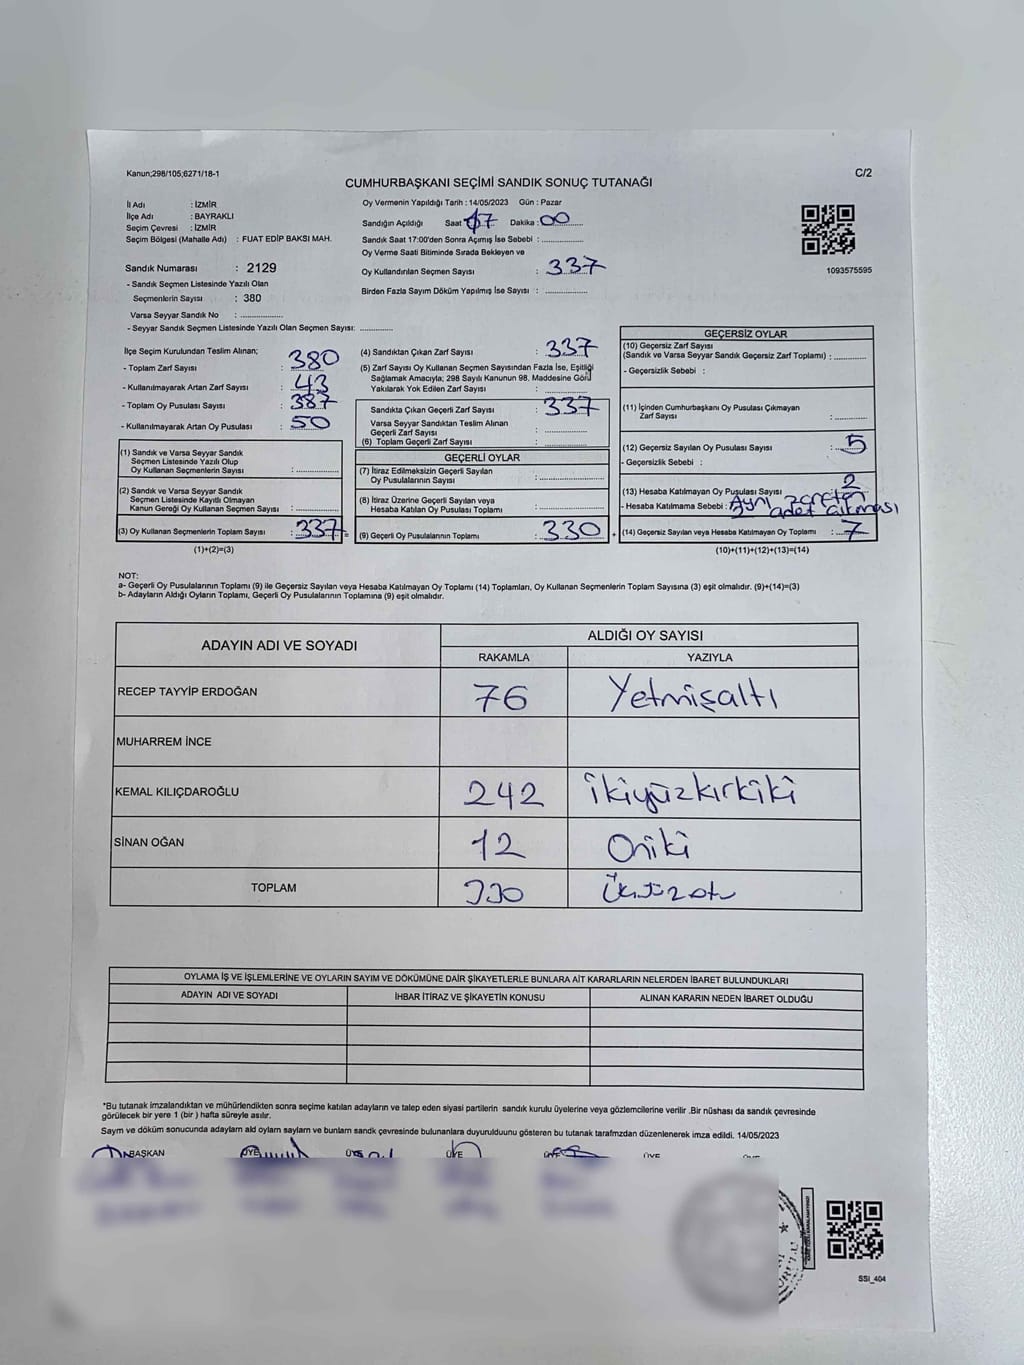 Kanun;298/105;6271/18-1
C/2
CUMHURBAŞKANI SEÇİMİ SANDIK SONUÇ TUTANAĞI
İl Adı : İZMİR
İlçe Adı : BAYRAKLI
Seçim Çevresi : İZMİR
Seçim Bölgesi (Mahalle Adı) : FUAT EDİP BAKSI MAH.
Oy Vermenin Yapıldığı Tarih : 14/05/2023 Gün : Pazar
Sandığın Açıldığı Saat 17 Dakika : 00
Sandık Saat 17:00'den Sonra Açımış İse Sebebi : ..............
Oy Verme Saati Bitiminde Sırada Bekleyen ve
Oy Kullandırılan Seçmen Sayısı : 337
Birden Fazla Sayım Döküm Yapılmış İse Sayısı : ..............
1093575595
Sandık Numarası : 2129
- Sandık Seçmen Listesinde Yazılı Olan
Seçmenlerin Sayısı : 380
Varsa Seyyar Sandık No : ..............
- Seyyar Sandık Seçmen Listesinde Yazılı Olan Seçmen Sayısı: ..............
İlçe Seçim Kurulundan Teslim Alınan;
- Toplam Zarf Sayısı : 380
- Kullanılmayarak Artan Zarf Sayısı : 43
- Toplam Oy Pusulası Sayısı : 387
- Kullanılmayarak Artan Oy Pusulası : 50
(1) Sandık ve Varsa Seyyar Sandık
Seçmen Listesinde Yazılı Olup
Oy Kullanan Seçmenlerin Sayısı : ..............
(2) Sandık ve Varsa Seyyar Sandık
Seçmen Listesinde Kayıtlı Olmayan
Kanun Gereği Oy Kullanan Seçmen Sayısı : ..............
(3) Oy Kullanan Seçmenlerin Toplam Sayısı : 337 =
(1)+(2)=(3)
(4) Sandıktan Çıkan Zarf Sayısı : 337
(5) Zarf Sayısı Oy Kullanan Seçmen Sayısından Fazla İse, Eşitliği
Sağlamak Amacıyla; 298 Sayılı Kanunun 98. Maddesine Göre
Yakılarak Yok Edilen Zarf Sayısı : ..............
Sandıkta Çıkan Geçerli Zarf Sayısı : 337
Varsa Seyyar Sandıktan Teslim Alınan
Geçerli Zarf Sayısı : ..............
(6) Toplam Geçerli Zarf Sayısı : ..............
GEÇERLİ OYLAR
(7) İtiraz Edilmeksizin Geçerli Sayılan
Oy Pusulalarının Sayısı : ..............
(8) İtiraz Üzerine Geçerli Sayılan veya
Hesaba Katılan Oy Pusulası Toplamı : ..............
(9) Geçerli Oy Pusulalarının Toplamı : 330 +
GEÇERSİZ OYLAR
(10) Geçersiz Zarf Sayısı
(Sandık ve Varsa Seyyar Sandık Geçersiz Zarf Toplamı) : ..............
- Geçersizlik Sebebi :
(11) İçinden Cumhurbaşkanı Oy Pusulası Çıkmayan
Zarf Sayısı : ..............
(12) Geçersiz Sayılan Oy Pusulası Sayısı : 5
- Geçersizlik Sebebi :
(13) Hesaba Katılmayan Oy Pusulası Sayısı : 2
- Hesaba Katılmama Sebebi : Aynı zarftan
2 adet çıkması
(14) Geçersiz Sayılan veya Hesaba Katılmayan Oy Toplamı : 7
(10)+(11)+(12)+(13)=(14)
NOT:
a- Geçerli Oy Pusulalarının Toplamı (9) ile Geçersiz Sayılan veya Hesaba Katılmayan Oy Toplamı (14) Toplamları, Oy Kullanan Seçmenlerin Toplam Sayısına (3) eşit olmalıdır. (9)+(14)=(3)
b- Adayların Aldığı Oyların Toplamı, Geçerli Oy Pusulalarının Toplamına (9) eşit olmalıdır.
ADAYIN ADI VE SOYADI
ALDIĞI OY SAYISI
RAKAMLA YAZIYLA
RECEP TAYYİP ERDOĞAN 76 Yetmişaltı
MUHARREM İNCE
KEMAL KILIÇDAROĞLU 242 İkiyüzkırkiki
SİNAN OĞAN 12 Oniki
TOPLAM 330
OYLAMA İŞ VE İŞLEMLERİNE VE OYLARIN SAYIM VE DÖKÜMÜNE DAİR ŞİKAYETLERLE BUNLARA AİT KARARLARIN NELERDEN İBARET BULUNDUKLARI
ADAYIN ADI VE SOYADI İHBAR İTİRAZ VE ŞİKAYETİN KONUSU ALINAN KARARIN NEDEN İBARET OLDUĞU
*Bu tutanak imzalandıktan ve mühürlendikten sonra seçime katılan adayların ve talep eden siyasi partilerin sandık kurulu üyelerine veya gözlemcilerine verilir .Bir nüshası da sandık çevresinde
görülecek bir yere 1 (bir ) hafta süreyle asılır.
Sayım ve döküm sonucunda adayların ald oyların sayların ve bunların sandk çevresinde bulunanlara duyurulduunu gösteren bu tutanak tarafmzdan düzenlenerek imza edildi. 14/05/2023
BAŞKAN ÜYE ÜYE ÜYE ÜYE ÜYE
SSI_404